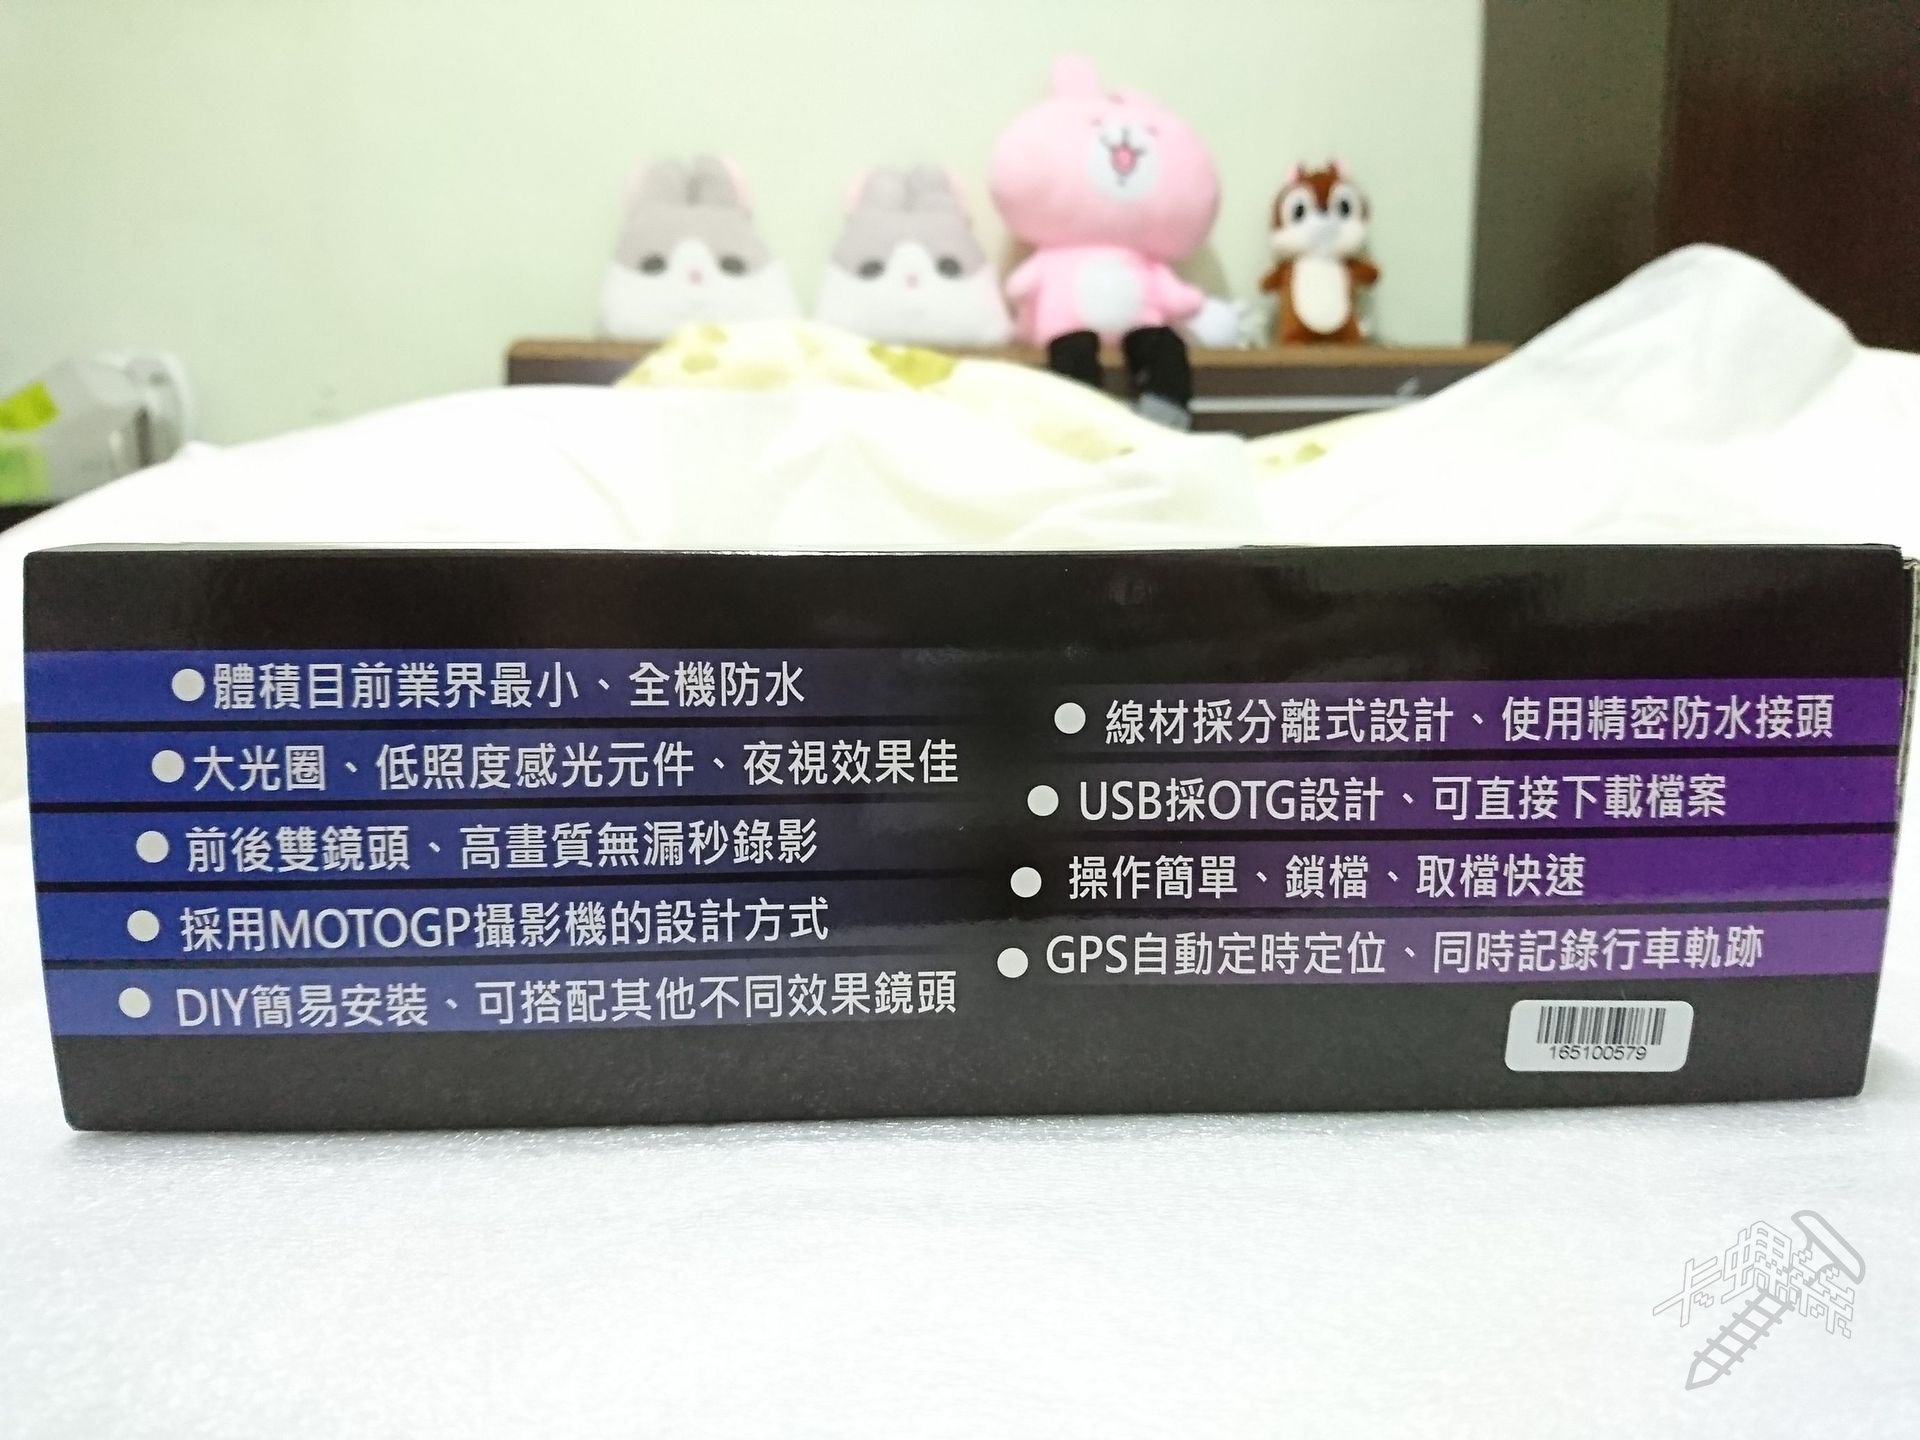 ●體積目前業界最小、全機防水
●大光圈、低照度感光元件、夜視效果佳
●前後雙鏡頭、高畫質無漏秒錄影
●採用MOTOGP攝影機的設計方式
●DIY簡易安裝、可搭配其他不同效果鏡頭
●線材採分離式設計、使用精密防水接頭
●USB採OTG設計、可直接下載檔案
●操作簡單、鎖檔、取檔快速
●GPS自動定時定位、同時記錄行車軌跡
165100579
卡螺絲